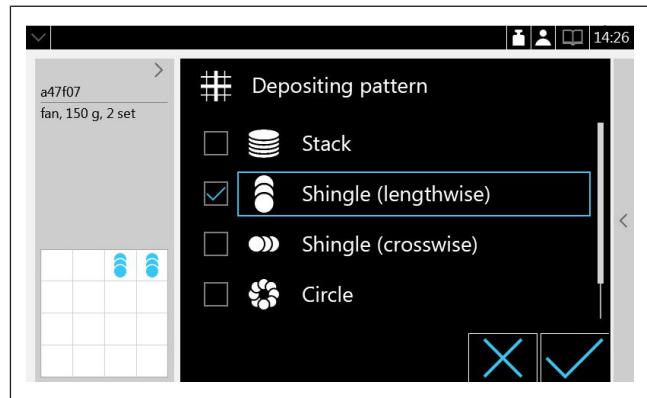 14:26
a47f07
fan, 150 g, 2 set
Depositing pattern
Stack
Shingle (lengthwise)
Shingle (crosswise)
Circle